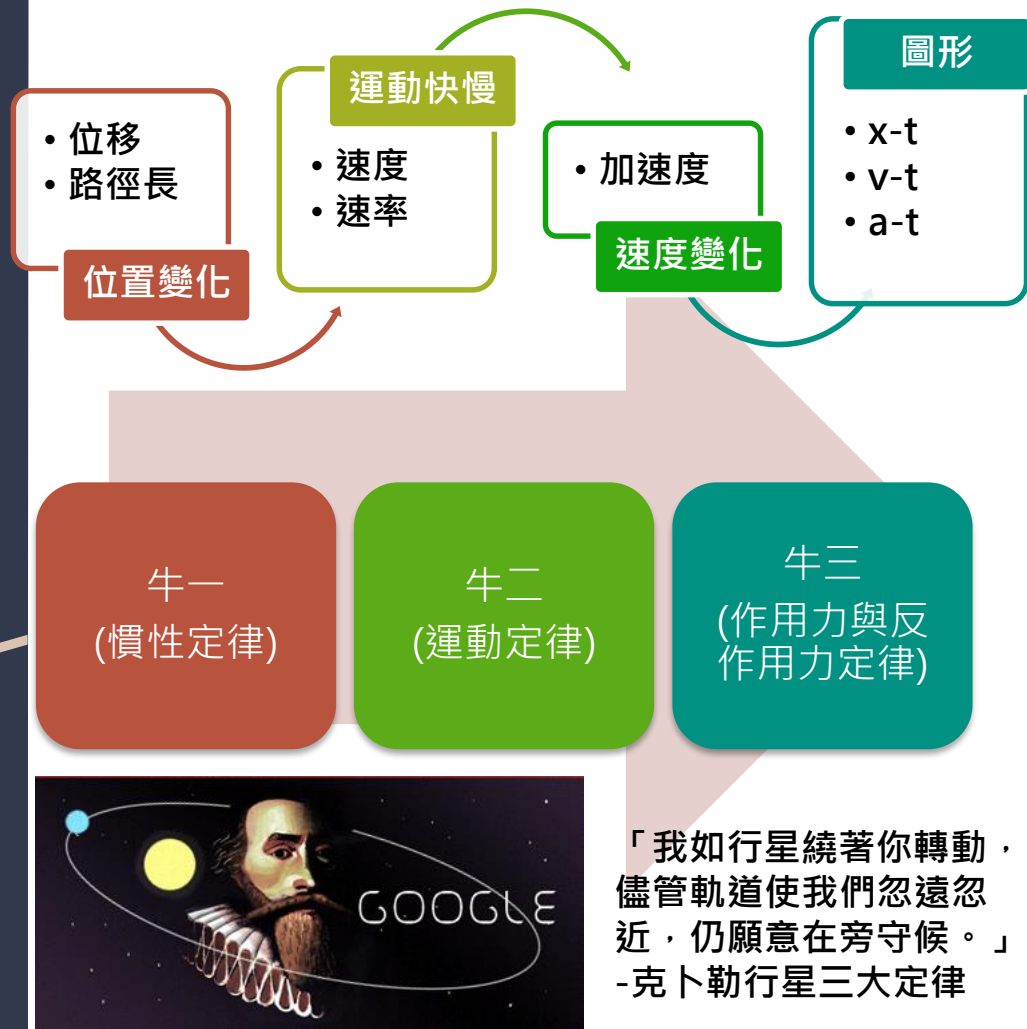 • 位移
• 路徑長
位置變化
運動快慢
• 速度
• 速率
• 加速度
速度變化
圖形
• x-t
• v-t
• a-t
牛一
(慣性定律)
牛二
(運動定律)
牛三
(作用力與反
作用力定律)
GOOGLE
「我如行星繞著你轉動，
儘管軌道使我們忽遠忽
近，仍願意在旁守候。」
-克卜勒行星三大定律